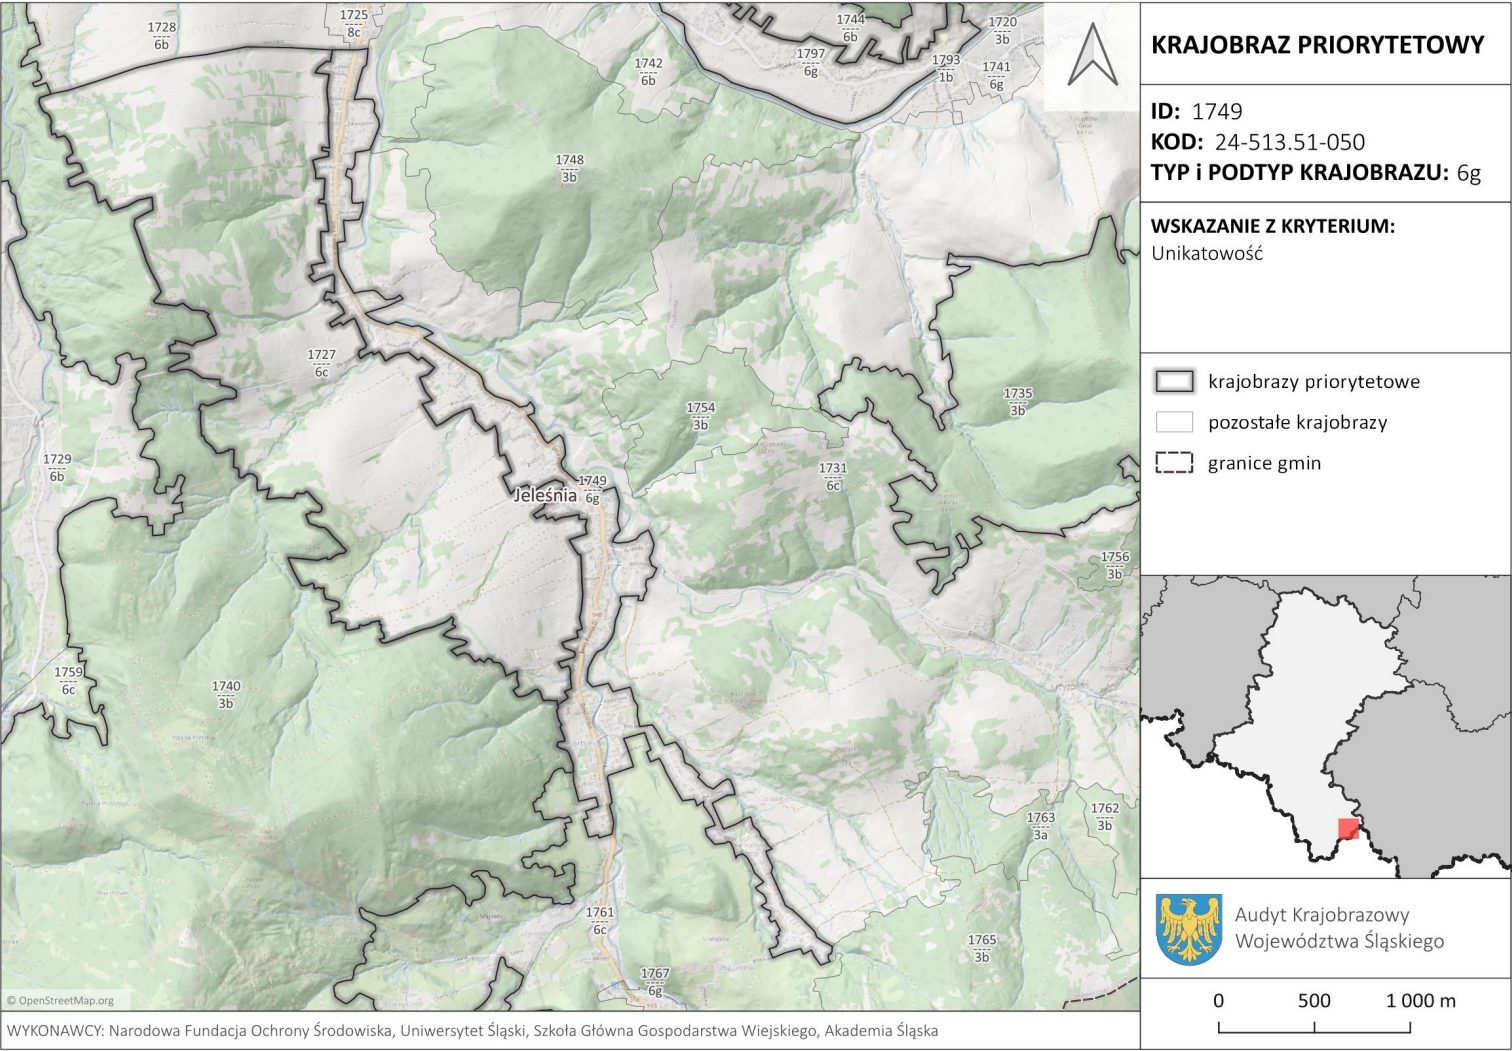 KRAJOBRAZ PRIORYTETOWY
ID: 1749
KOD: 24-513.51-050
TYP i PODTYP KRAJOBRAZU: 6g
WSKAZANIE Z KRYTERIUM:
Unikatowość
krajobrazy priorytetowe
pozostałe krajobrazy
granice gmin
Audyt Krajobrazowy
Województwa Śląskiego
0 500 1 000 m
1728
6b
1725
8c
1744
6b
1720
3b
1797
6g
1793
1b
1741
6g
1742
6b
1748
3b
1727
6c
1735
3b
1754
3b
1729
6b
1731
6c
1749
6g
Jeleśnia
1756
3b
1759
6c
1740
3b
1763
3a
1762
3b
1761
6c
1765
3b
1767
6g
© OpenStreetMap.org
WYKONAWCY: Narodowa Fundacja Ochrony Środowiska, Uniwersytet Śląski, Szkoła Główna Gospodarstwa Wiejskiego, Akademia Śląska